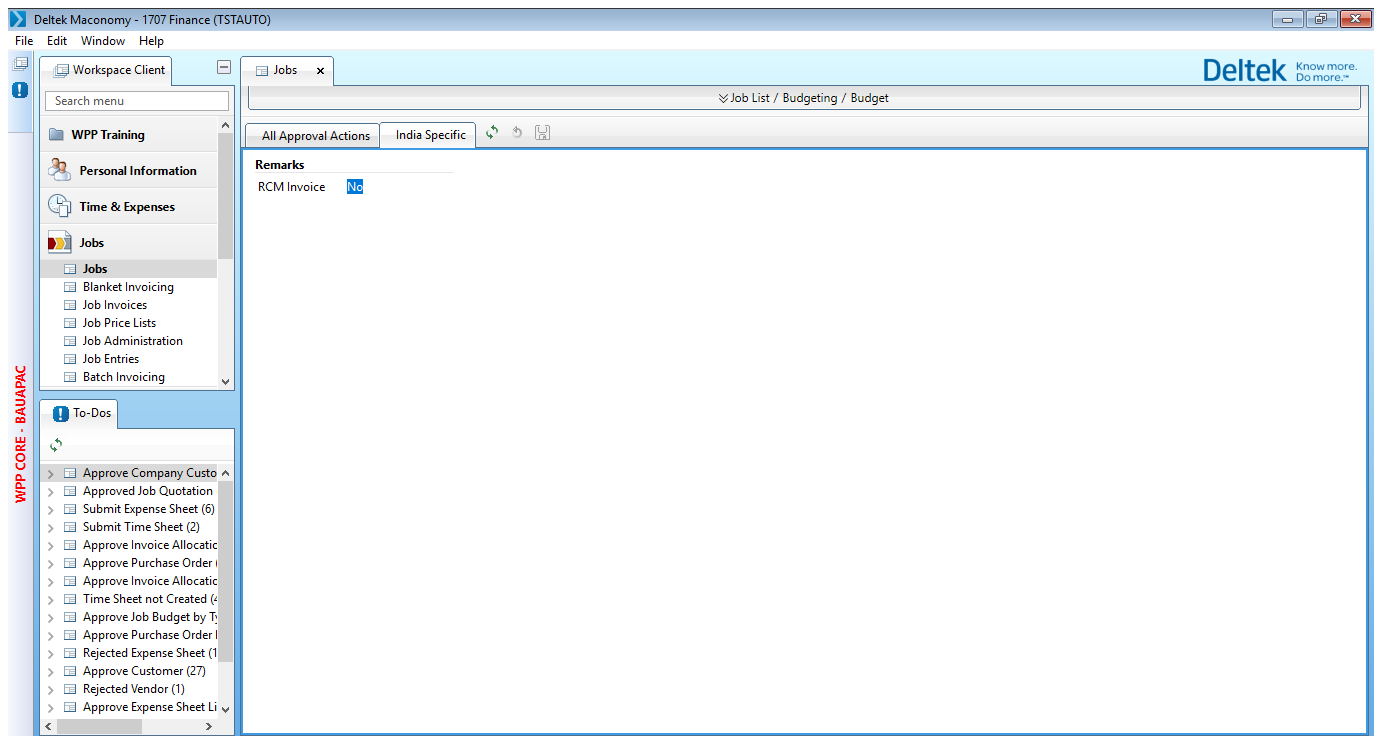 Deltek Maconomy - 1707 Finance (TSTAUTO)
File Edit Window Help
Workspace Client
Search menu
WPP Training
Personal Information
Time & Expenses
Jobs
Jobs
Blanket Invoicing
Job Invoices
Job Price Lists
Job Administration
Job Entries
Batch Invoicing
WPP CORE - BAUAPAC
To-Dos
Approve Company Custo
Approved Job Quotation
Submit Expense Sheet (6)
Submit Time Sheet (2)
Approve Invoice Allocatic
Approve Purchase Order (
Approve Invoice Allocatic
Time Sheet not Created (4
Approve Job Budget by Ty
Approve Purchase Order
Rejected Expense Sheet (1
Approve Customer (27)
Rejected Vendor (1)
Approve Expense Sheet Li
Jobs
Deltek Know more.
Do more.™
Job List / Budgeting / Budget
All Approval Actions India Specific
Remarks
RCM Invoice No